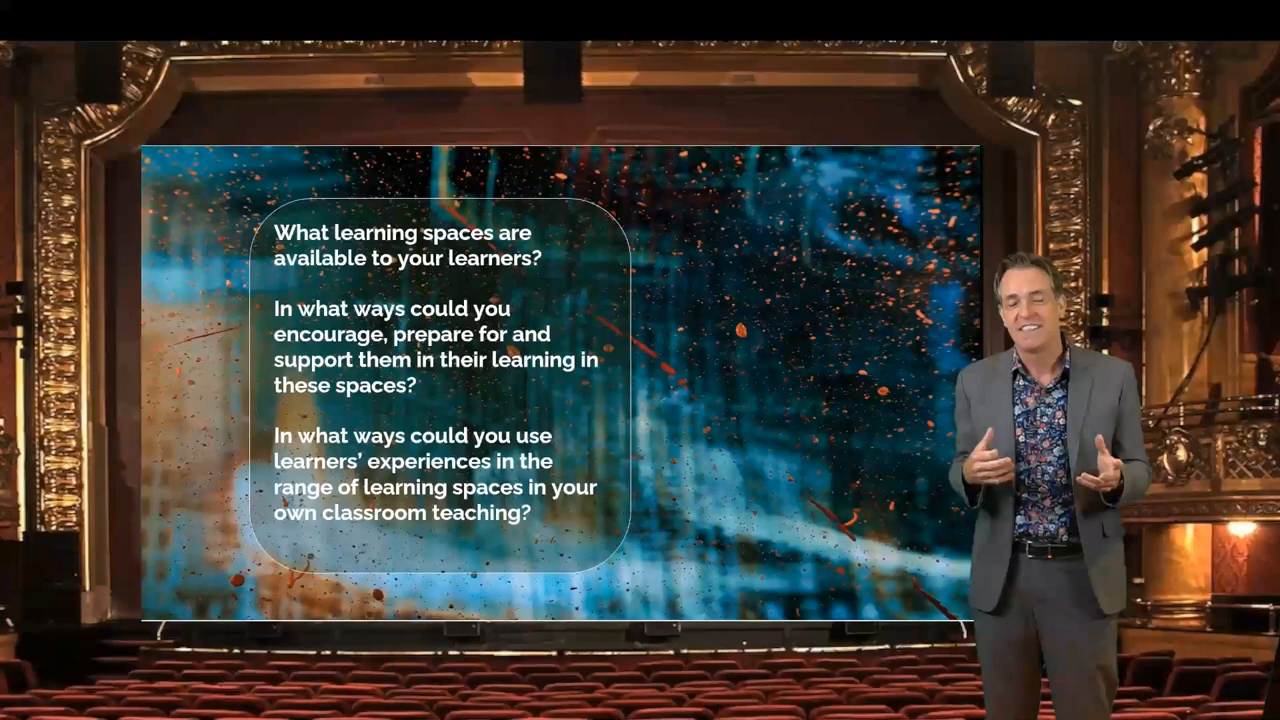 What learning spaces are
available to your learners?
In what ways could you
encourage, prepare for and
support them in their learning in
these spaces?
In what ways could you use
learners’ experiences in the
range of learning spaces in your
own classroom teaching?